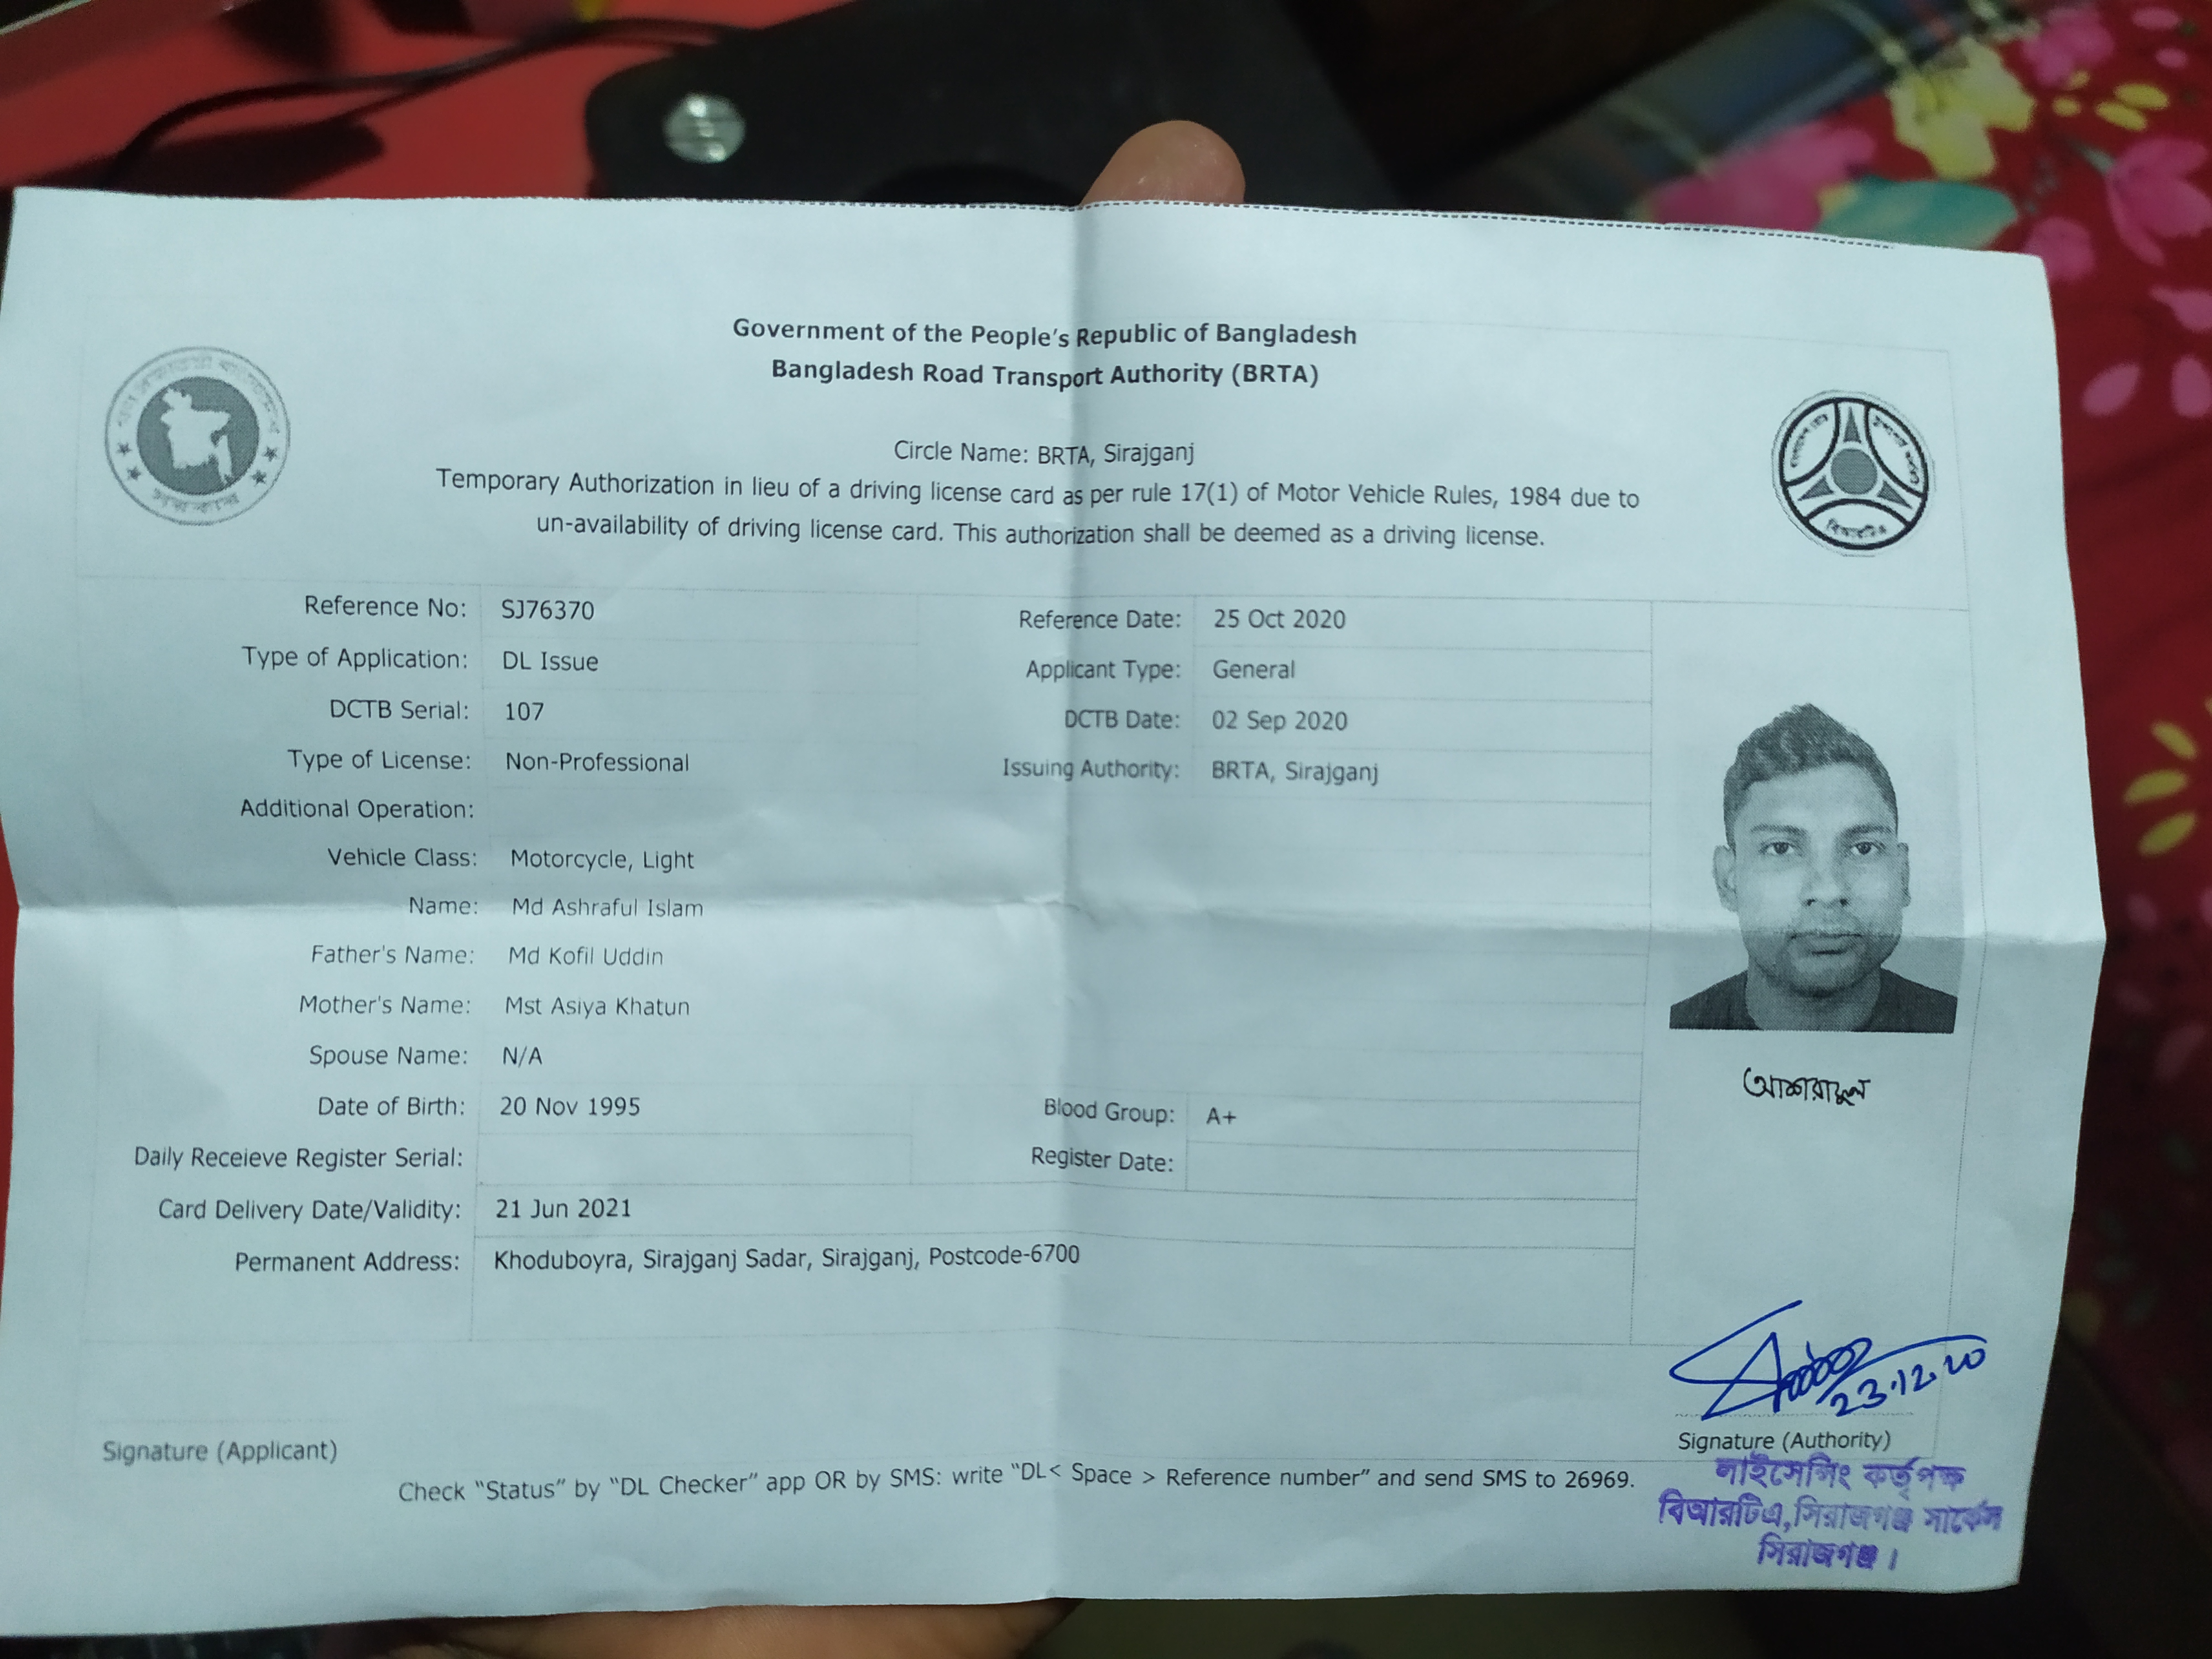 Government of the People's Republic of Bangladesh
Bangladesh Road Transport Authority (BRTA)
Circle Name: BRTA, Sirajganj
Temporary Authorization in lieu of a driving license card as per rule 17(1) of Motor Vehicle Rules, 1984 due to
un-availability of driving license card. This authorization shall be deemed as a driving license.
Reference No: SJ76370 Reference Date: 25 Oct 2020
Type of Application: DL Issue Applicant Type: General
DCTB Serial: 107 DCTB Date: 02 Sep 2020
Type of License: Non-Professional Issuing Authority: BRTA, Sirajganj
Additional Operation:
Vehicle Class: Motorcycle, Light
Name: Md Ashraful Islam
Father's Name: Md Kofil Uddin
Mother's Name: Mst Asiya Khatun
Spouse Name: N/A
আশরাফুল
Date of Birth: 20 Nov 1995 Blood Group: A+
Daily Receieve Register Serial: Register Date:
Card Delivery Date/Validity: 21 Jun 2021
Permanent Address: Khoduboyra, Sirajganj Sadar, Sirajganj, Postcode-6700
23.12.20
Signature (Applicant) Signature (Authority)
Check "Status" by "DL Checker" app OR by SMS: write "DL< Space > Reference number" and send SMS to 26969.
লাইসেন্সিং কর্তৃপক্ষ
বিআরটিএ,সিরাজগঞ্জ সার্কেল
সিরাজগঞ্জ।